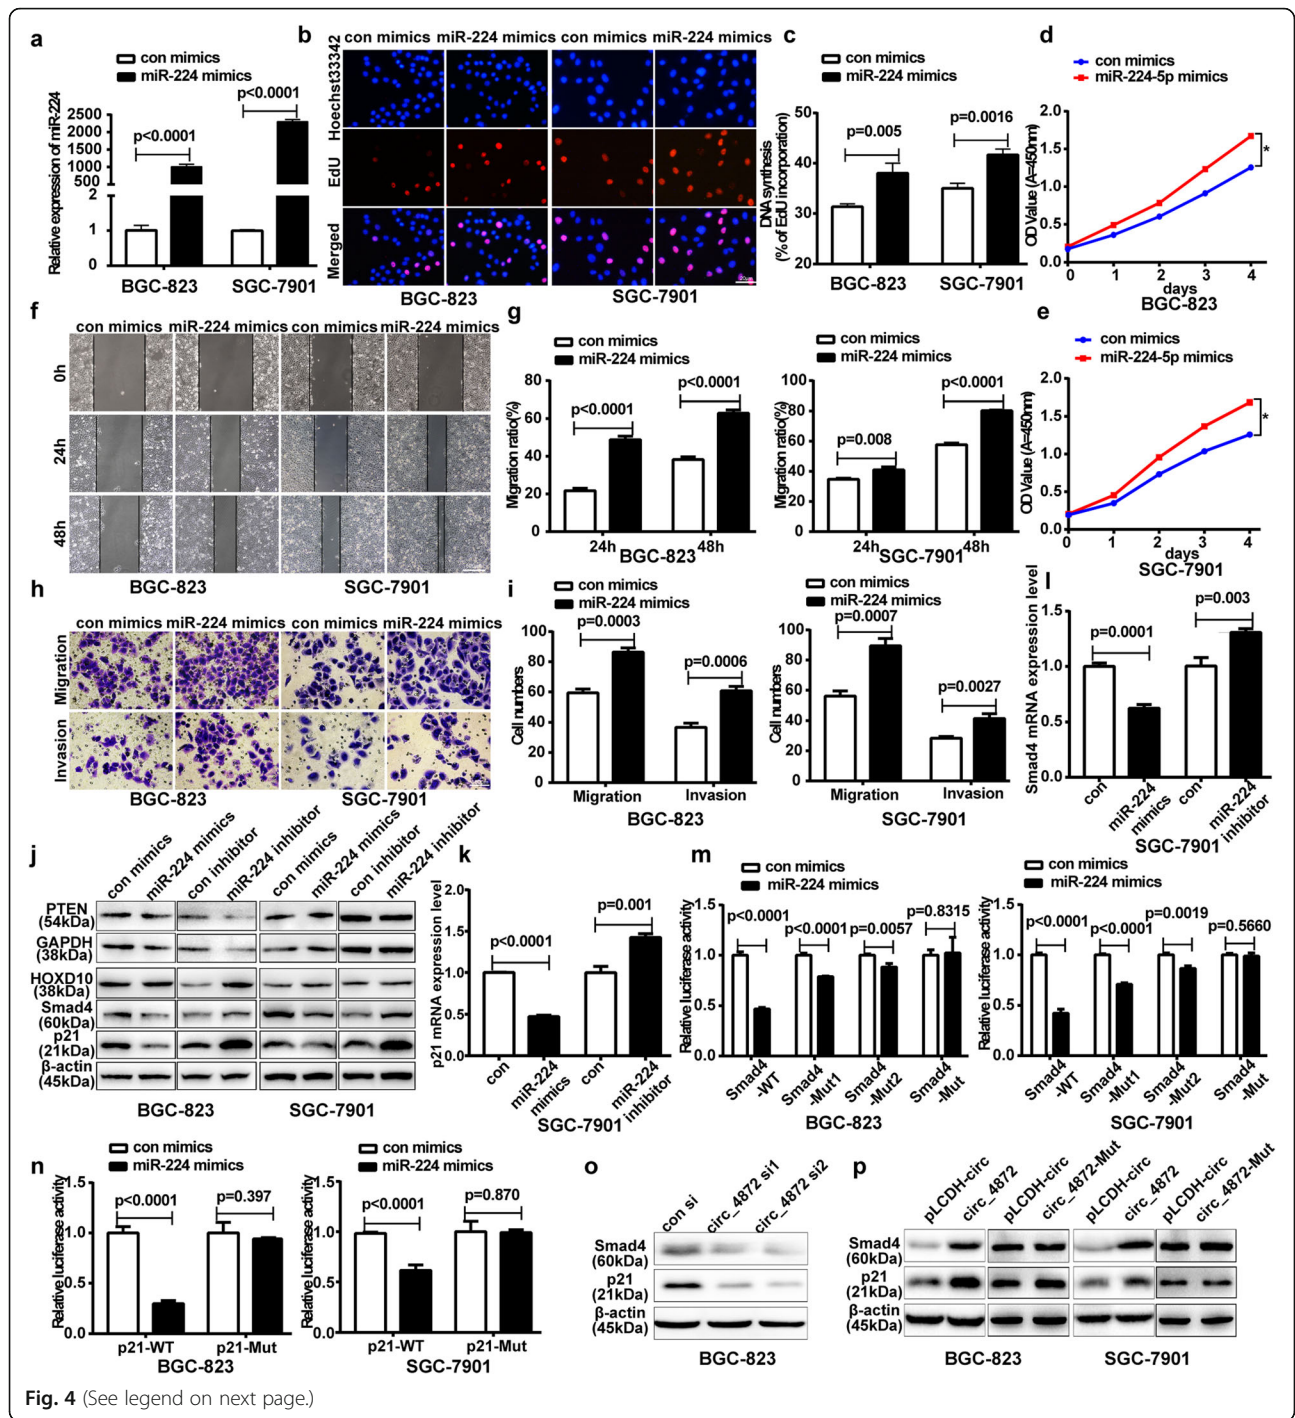 a
con mimics
miR-224 mimics
Relative expression of miR-224
2500
2000
1500
1000
500
2
1
0
p<0.0001
p<0.0001
BGC-823
SGC-7901
b
con mimics miR-224 mimics con mimics miR-224 mimics
Hoechst33342
EdU
Merged
BGC-823
SGC-7901
c
con mimics
miR-224 mimics
DNA synthesis
(% of EdU incorporation)
50
40
30
20
p=0.005
p=0.0016
BGC-823
SGC-7901
d
con mimics
miR-224-5p mimics
OD Value (A=450nm)
2.0
1.5
1.0
0.5
0.0
*
0 1 2 3 4
days
BGC-823
e
con mimics
miR-224-5p mimics
OD Value (A=450nm)
2.0
1.5
1.0
0.5
0.0
*
0 1 2 3 4
days
SGC-7901
f
con mimics miR-224 mimics con mimics miR-224 mimics
0h
24h
48h
BGC-823
SGC-7901
g
con mimics
miR-224 mimics
Migration ratio(%)
80
60
40
20
0
p<0.0001
p<0.0001
24h
48h
BGC-823
con mimics
miR-224 mimics
Migration ratio(%)
100
80
60
40
20
0
p=0.008
p<0.0001
24h
48h
SGC-7901
h
con mimics miR-224 mimics con mimics miR-224 mimics
Migration
Invasion
BGC-823
SGC-7901
i
con mimics
miR-224 mimics
Cell numbers
100
80
60
40
20
0
p=0.0003
p=0.0006
Migration
Invasion
BGC-823
con mimics
miR-224 mimics
Cell numbers
100
80
60
40
20
0
p=0.0007
p=0.0027
Migration
Invasion
SGC-7901
l
Smad4 mRNA expression level
1.5
1.0
0.5
0.0
p=0.0001
p=0.003
con
miR-224
mimics
con
miR-224
inhibitor
SGC-7901
j
con mimics
miR-224 mimics
con inhibitor
miR-224 inhibitor
con mimics
miR-224 mimics
con inhibitor
miR-224 inhibitor
PTEN
(54kDa)
GAPDH
(38kDa)
HOXD10
(38kDa)
Smad4
(60kDa)
p21
(21kDa)
β-actin
(45kDa)
BGC-823
SGC-7901
k
p21 mRNA expression level
2.0
1.5
1.0
0.5
0.0
p<0.0001
p=0.001
con
miR-224
mimics
con
miR-224
inhibitor
SGC-7901
m
con mimics
miR-224 mimics
Relative luciferase activity
1.5
1.0
0.5
0.0
p<0.0001
p<0.0001
p=0.0057
p=0.8315
Smad4
-WT
Smad4
-Mut1
Smad4
-Mut2
Smad4
-Mut
BGC-823
con mimics
miR-224 mimics
Relative luciferase activity
1.5
1.0
0.5
0.0
p<0.0001
p<0.0001
p=0.0019
p=0.5660
Smad4
-WT
Smad4
-Mut1
Smad4
-Mut2
Smad4
-Mut
SGC-7901
n
con mimics
miR-224 mimics
Relative luciferase activity
1.5
1.0
0.5
0.0
p<0.0001
p=0.397
p21-WT
p21-Mut
BGC-823
con mimics
miR-224 mimics
Relative luciferase activity
1.5
1.0
0.5
0.0
p<0.0001
p=0.870
p21-WT
p21-Mut
SGC-7901
o
con si
circ_4872 si1
circ_4872 si2
Smad4
(60kDa)
p21
(21kDa)
β-actin
(45kDa)
BGC-823
p
pLCDH-circ
circ_4872
pLCDH-circ
circ_4872-Mut
pLCDH-circ
circ_4872
pLCDH-circ
circ_4872-Mut
Smad4
(60kDa)
p21
(21kDa)
β-actin
(45kDa)
BGC-823
SGC-7901
Fig. 4 (See legend on next page.)